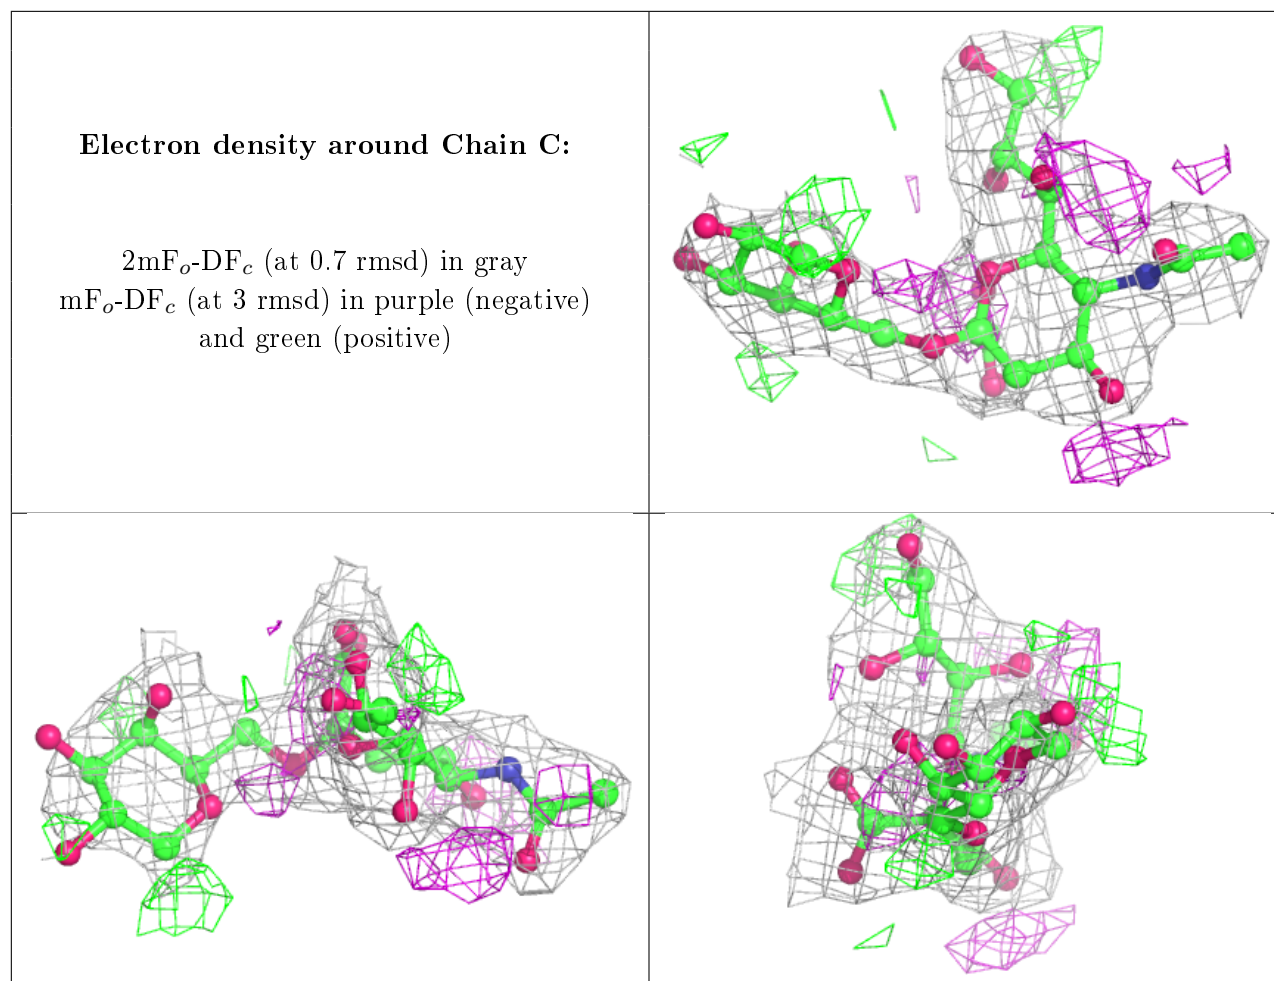 Electron density around Chain C:
2mFo-DFc (at 0.7 rmsd) in gray
mFo-DFc (at 3 rmsd) in purple (negative)
and green (positive)